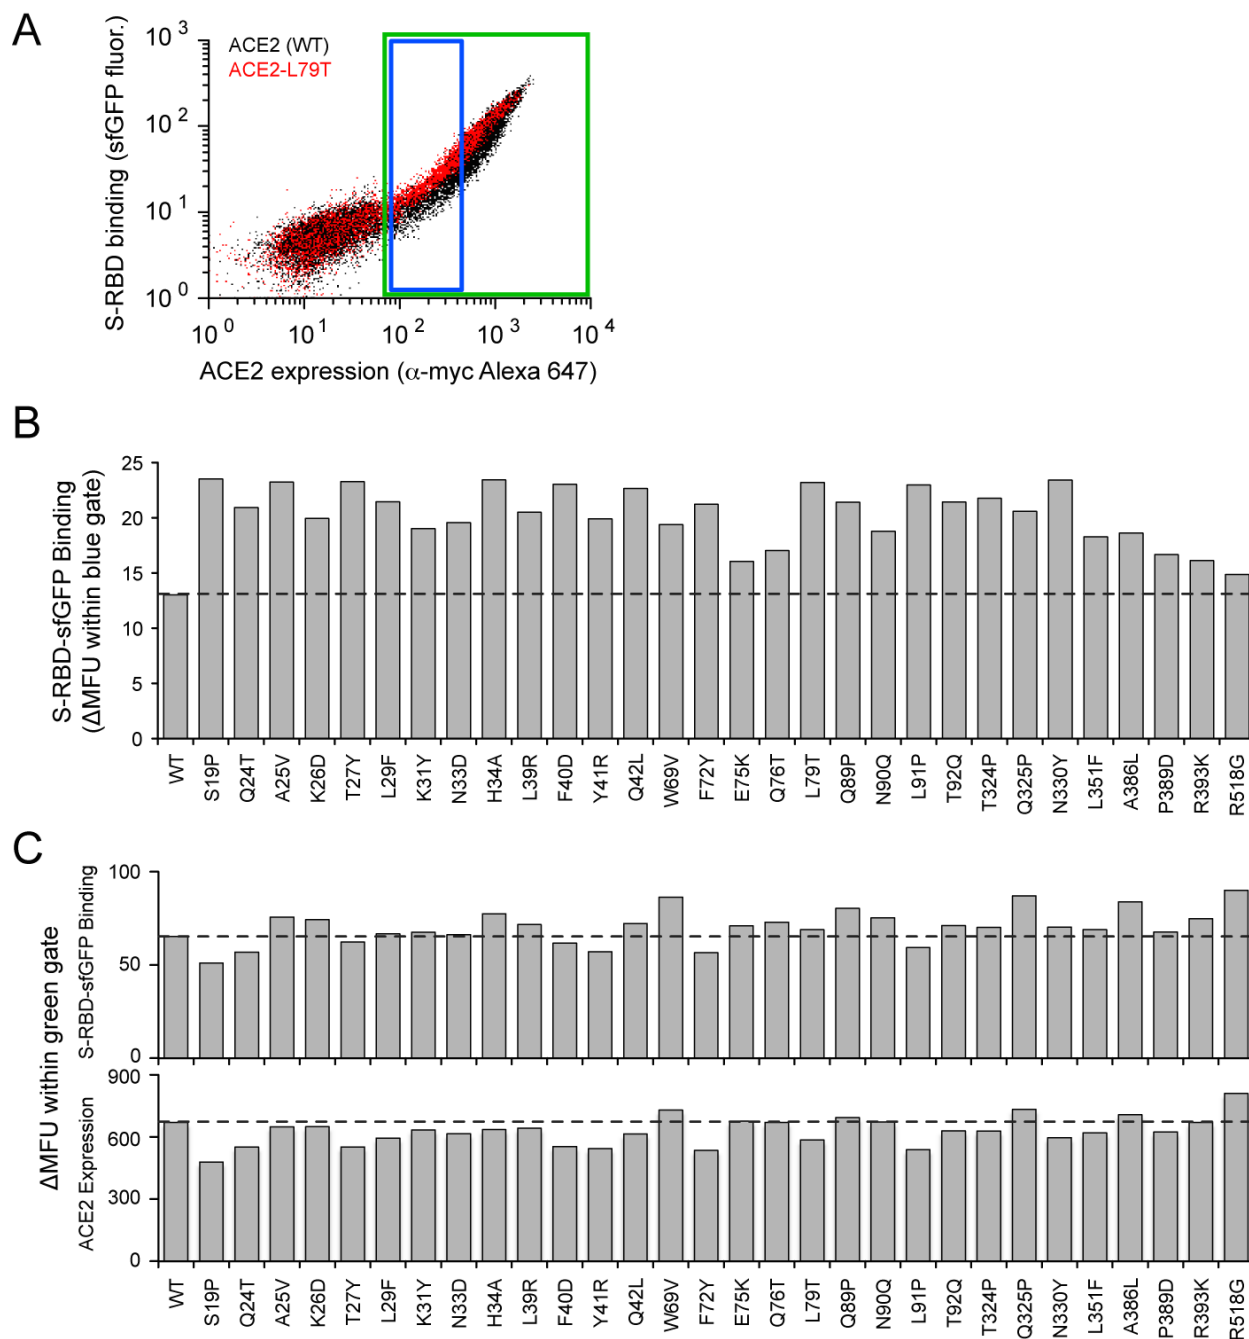 A
S-RBD binding (sfGFP fluor.)
10^3
10^2
10^1
10^0
ACE2 (WT)
ACE2-L79T
10^0 10^1 10^2 10^3 10^4
ACE2 expression (α-myc Alexa 647)
B
S-RBD-sfGFP Binding
(ΔMFU within blue gate)
25
20
15
10
5
0
WT S19P Q24T A25V K26D T27Y L29F K31Y N33D H34A L39R F40D Y41R Q42L W69V F72Y E75K Q76T L79T Q89P N90Q L91P T92Q T324P Q325P N330Y L351F A386L P389D R393K R518G
C
ΔMFU within green gate
S-RBD-sfGFP Binding
100
50
0
ACE2 Expression
900
600
300
0
WT S19P Q24T A25V K26D T27Y L29F K31Y N33D H34A L39R F40D Y41R Q42L W69V F72Y E75K Q76T L79T Q89P N90Q L91P T92Q T324P Q325P N330Y L351F A386L P389D R393K R518G